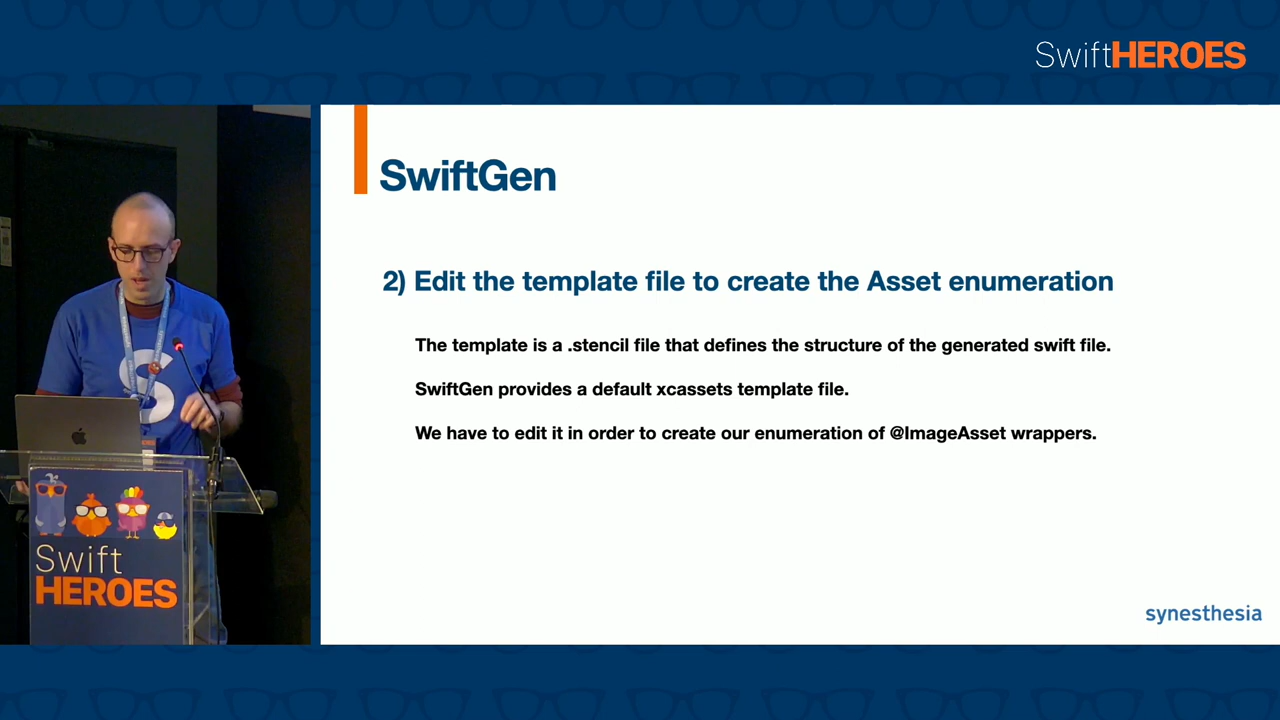 SwiftHEROES
SwiftGen
2) Edit the template file to create the Asset enumeration
The template is a .stencil file that defines the structure of the generated swift file.
SwiftGen provides a default xcassets template file.
We have to edit it in order to create our enumeration of @ImageAsset wrappers.
synesthesia
S
Swift
HEROES